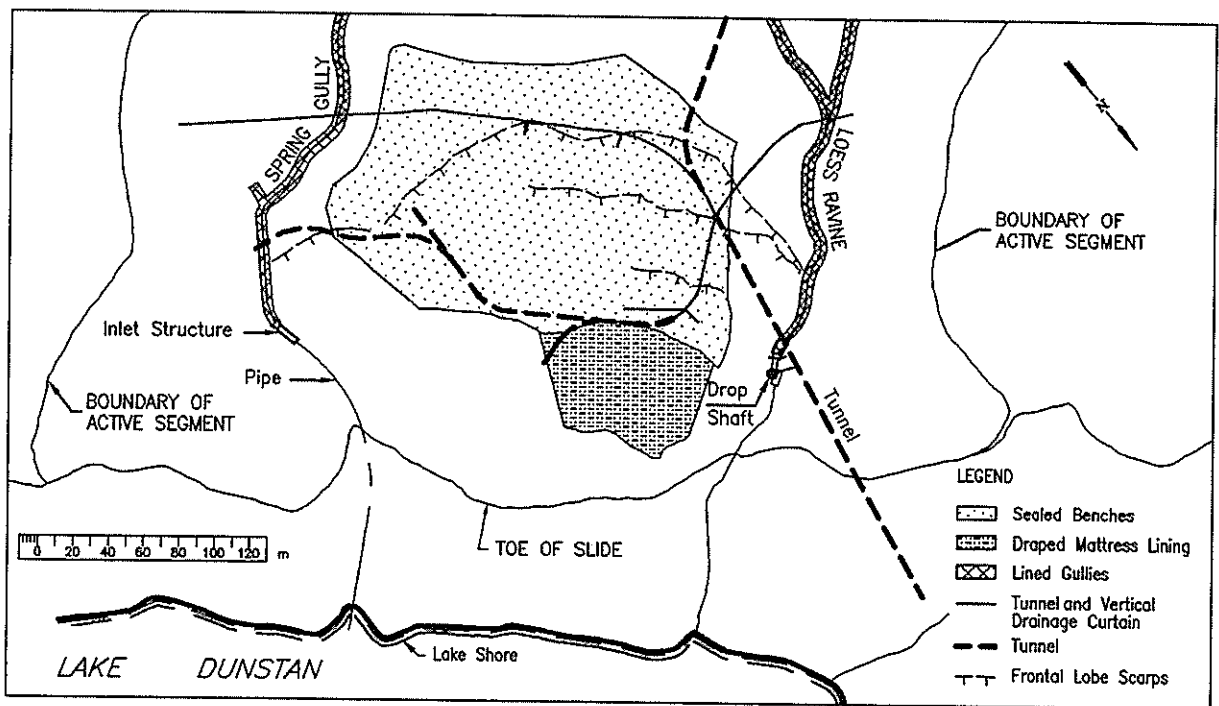 SPRING
GULLY
N
LOESS
RAVINE
BOUNDARY OF
ACTIVE SEGMENT
Inlet Structure
Pipe
BOUNDARY OF
ACTIVE SEGMENT
Drop
Shaft
Tunnel
TOE OF SLIDE
0 20 40 60 80 100 120 m
Lake Shore
LAKE DUNSTAN
LEGEND
Sealed Benches
Draped Mattress Lining
Lined Gullies
Tunnel and Vertical
Drainage Curtain
Tunnel
Frontal Lobe Scarps